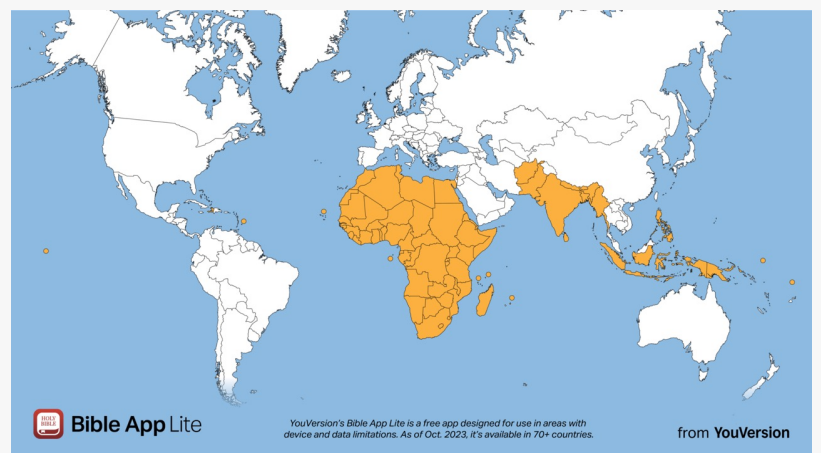 HOLY
BIBLE
Bible App Lite
YouVersion's Bible App Lite is a free app designed for use in areas with
device and data limitations. As of Oct. 2023, it's available in 70+ countries.
from YouVersion